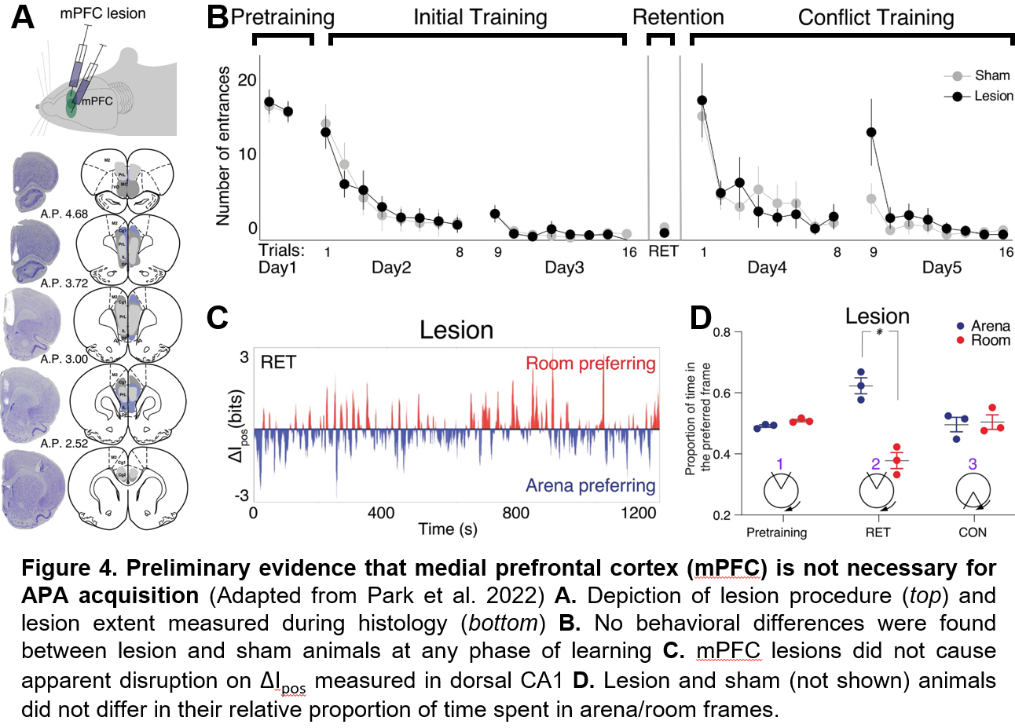 A
mPFC lesion
mPFC
A.P. 4.68
A.P. 3.72
A.P. 3.00
A.P. 2.52
B
Pretraining Initial Training Retention Conflict Training
Number of entrances
20
10
0
Sham
Lesion
Trials: 1 8 9 16 RET 1 8 9 16
Day1 Day2 Day3 Day4 Day5
C
Lesion
RET
Room preferring
Arena preferring
ΔIpos (bits)
3
-3
0 400 800 1200
Time (s)
D
Lesion
Arena
Room
#
Proportion of time in
the preferred frame
0.8
0.6
0.4
0.2
1 2 3
Pretraining RET CON
Figure 4. Preliminary evidence that medial prefrontal cortex (mPFC) is not necessary for
APA acquisition (Adapted from Park et al. 2022) A. Depiction of lesion procedure (top) and
lesion extent measured during histology (bottom) B. No behavioral differences were found
between lesion and sham animals at any phase of learning C. mPFC lesions did not cause
apparent disruption on ΔIpos measured in dorsal CA1 D. Lesion and sham (not shown) animals
did not differ in their relative proportion of time spent in arena/room frames.